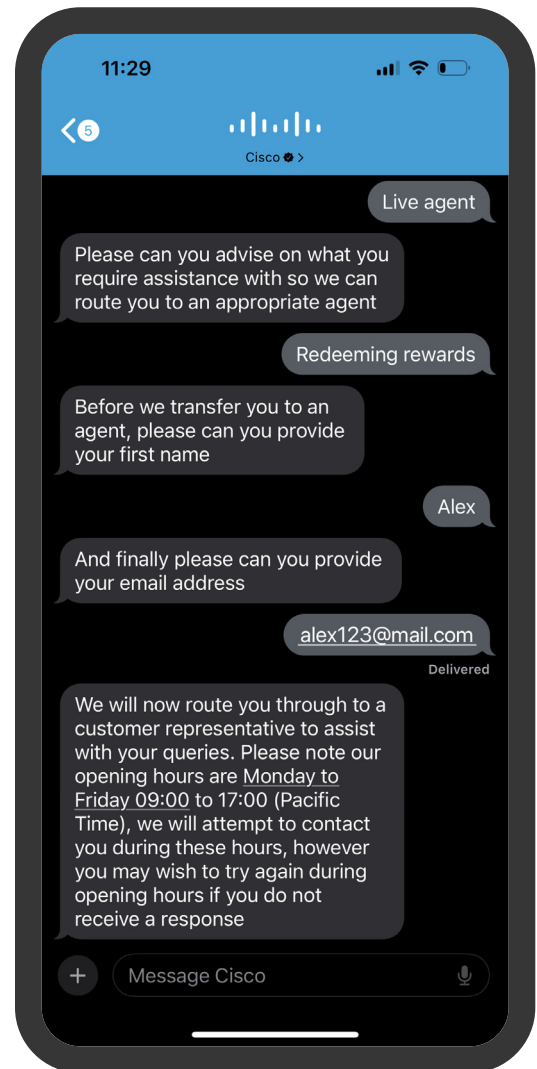 11:29
5
Cisco
Live agent
Please can you advise on what you
require assistance with so we can
route you to an appropriate agent
Redeeming rewards
Before we transfer you to an
agent, please can you provide
your first name
Alex
And finally please can you provide
your email address
alex123@mail.com
Delivered
We will now route you through to a
customer representative to assist
with your queries. Please note our
opening hours are Monday to
Friday 09:00 to 17:00 (Pacific
Time), we will attempt to contact
you during these hours, however
you may wish to try again during
opening hours if you do not
receive a response
Message Cisco